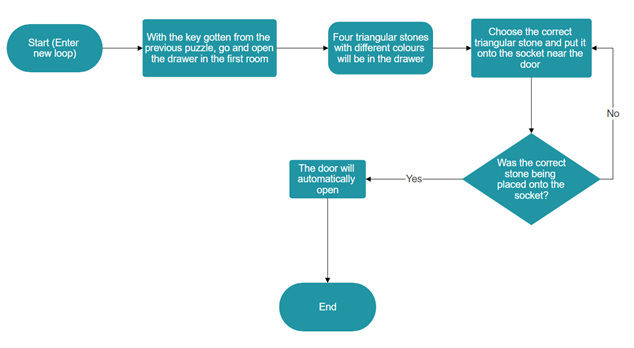 Start (Enter
new loop)
With the key gotten from the
previous puzzle, go and open
the drawer in the first room
Four triangular stones
with different colours
will be in the drawer
Choose the correct
triangular stone and put it
onto the socket near the
door
No
Was the correct
stone being
placed onto the
socket?
Yes
The door will
automatically
open
End